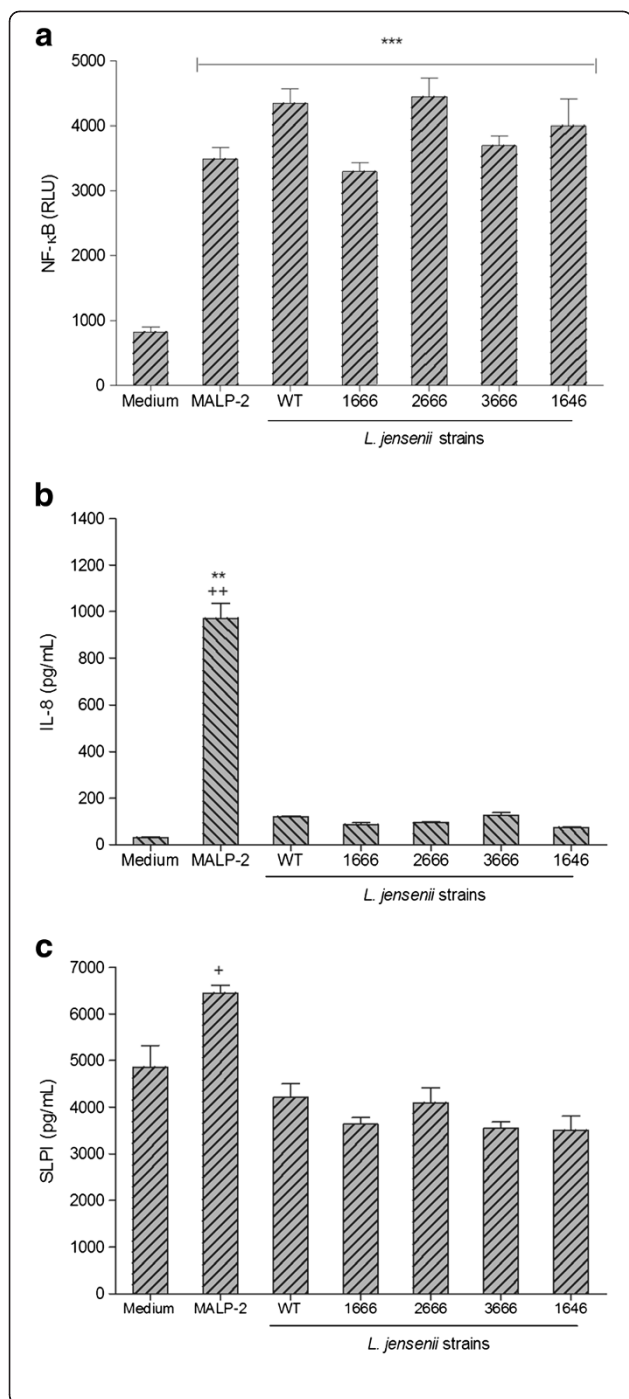 a
***
5000
4000
3000
2000
1000
0
NF-κB (RLU)
Medium MALP-2 WT 1666 2666 3666 1646
L. jensenii strains
b
1400
1200
1000
800
600
400
200
0
IL-8 (pg/mL)
**
++
Medium MALP-2 WT 1666 2666 3666 1646
L. jensenii strains
c
7000
6000
5000
4000
3000
2000
1000
0
SLPI (pg/mL)
+
Medium MALP-2 WT 1666 2666 3666 1646
L. jensenii strains